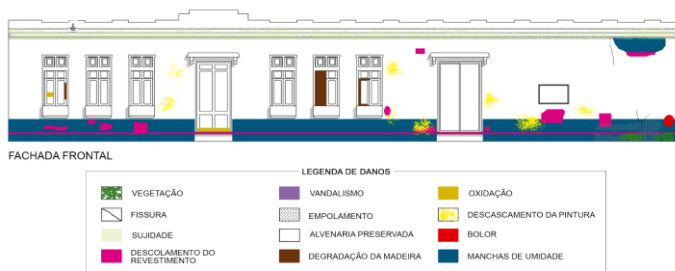 FACHADA FRONTAL
LEGENDA DE DANOS
VEGETAÇÃO
VANDALISMO
OXIDAÇÃO
FISSURA
EMPOLAMENTO
DESCASCAMENTO DA PINTURA
SUJIDADE
ALVENARIA PRESERVADA
BOLOR
DESCOLAMENTO DO
REVESTIMENTO
DEGRADAÇÃO DA MADEIRA
MANCHAS DE UMIDADE